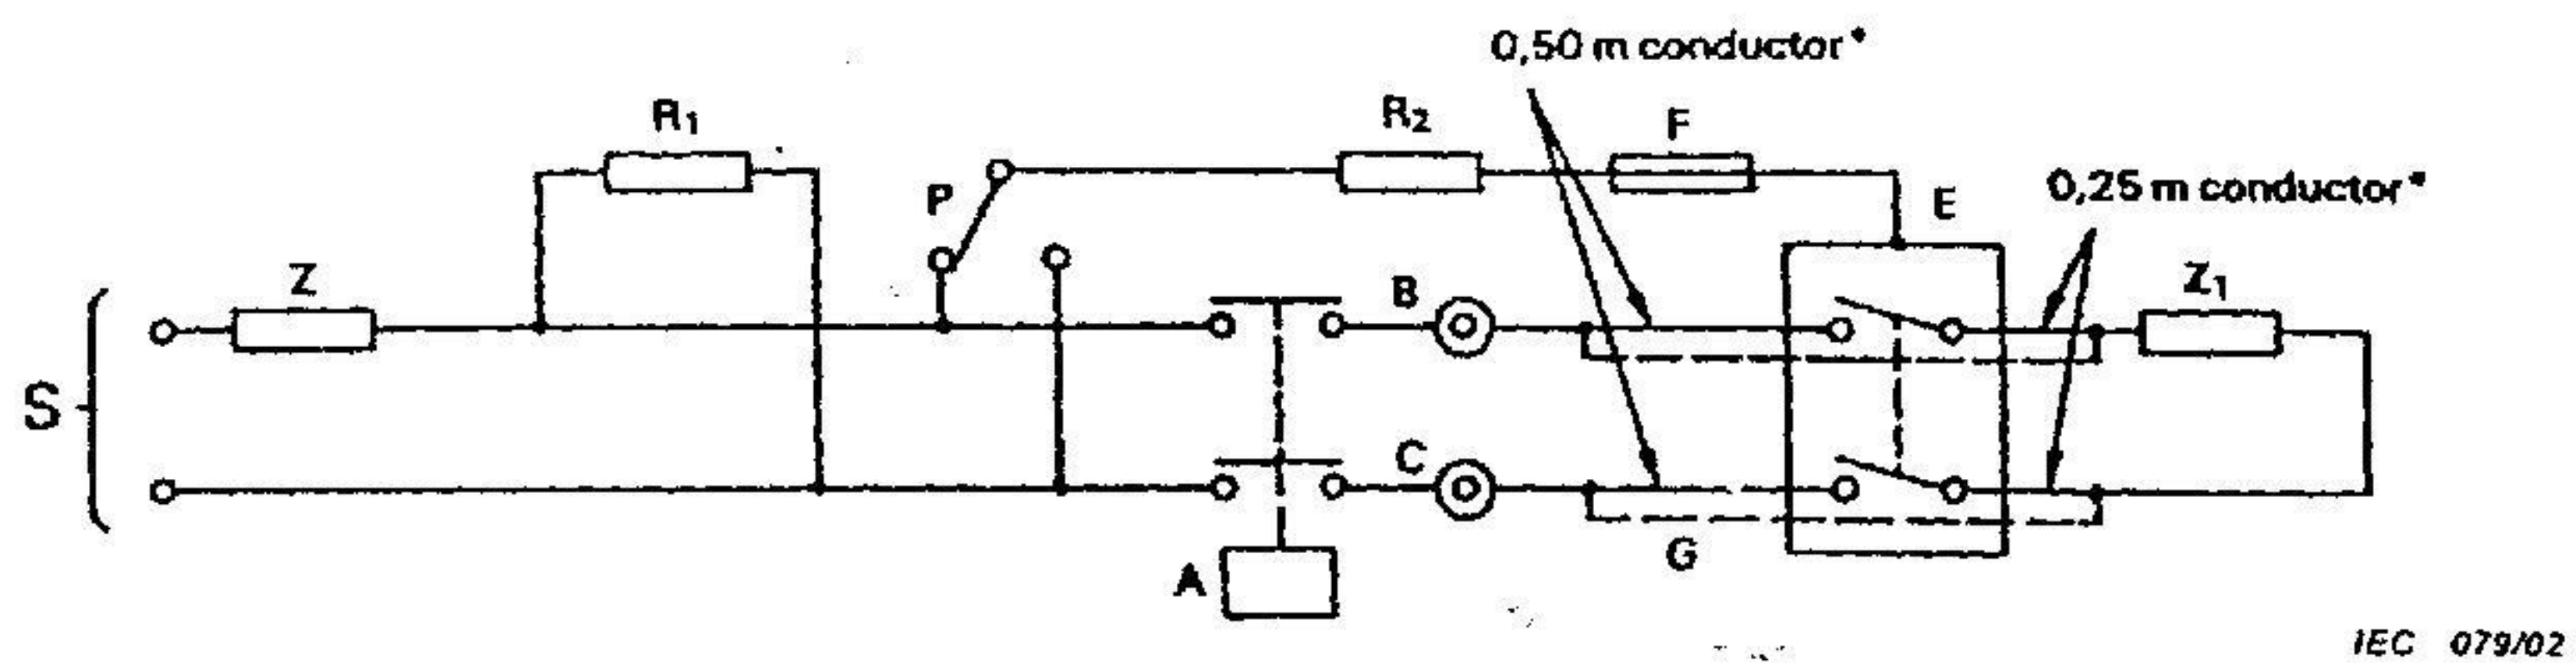 0,50 m conductor*
R1
R2
F
P
E
0,25 m conductor*
Z
B
Z1
S
C
G
A
IEC 079/02